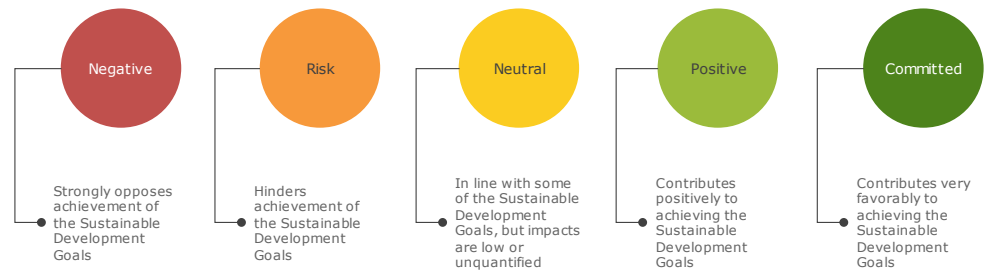 Negative
Risk
Neutral
Positive
Committed
Strongly opposes
achievement of
the Sustainable
Development
Goals
Hinders
achievement of
the Sustainable
Development
Goals
In line with some
of the Sustainable
Development
Goals, but impacts
are low or
unquantified
Contributes
positively to
achieving the
Sustainable
Development
Goals
Contributes very
favorably to
achieving the
Sustainable
Development
Goals